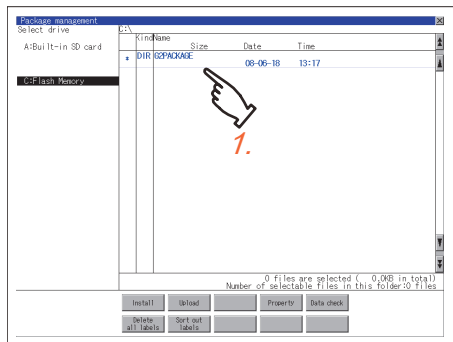 Package management
Select drive
A:Built-in SD card
C:Flash Memory
C:\
Kind Name
Size Date Time
* DIR G2PACKAGE
08-06-18 13:17
1.
0 files are selected ( 0.0KB in total)
Number of selectable files in this folder:0 files
Install Upload Property Data check
Delete all labels Sort out labels